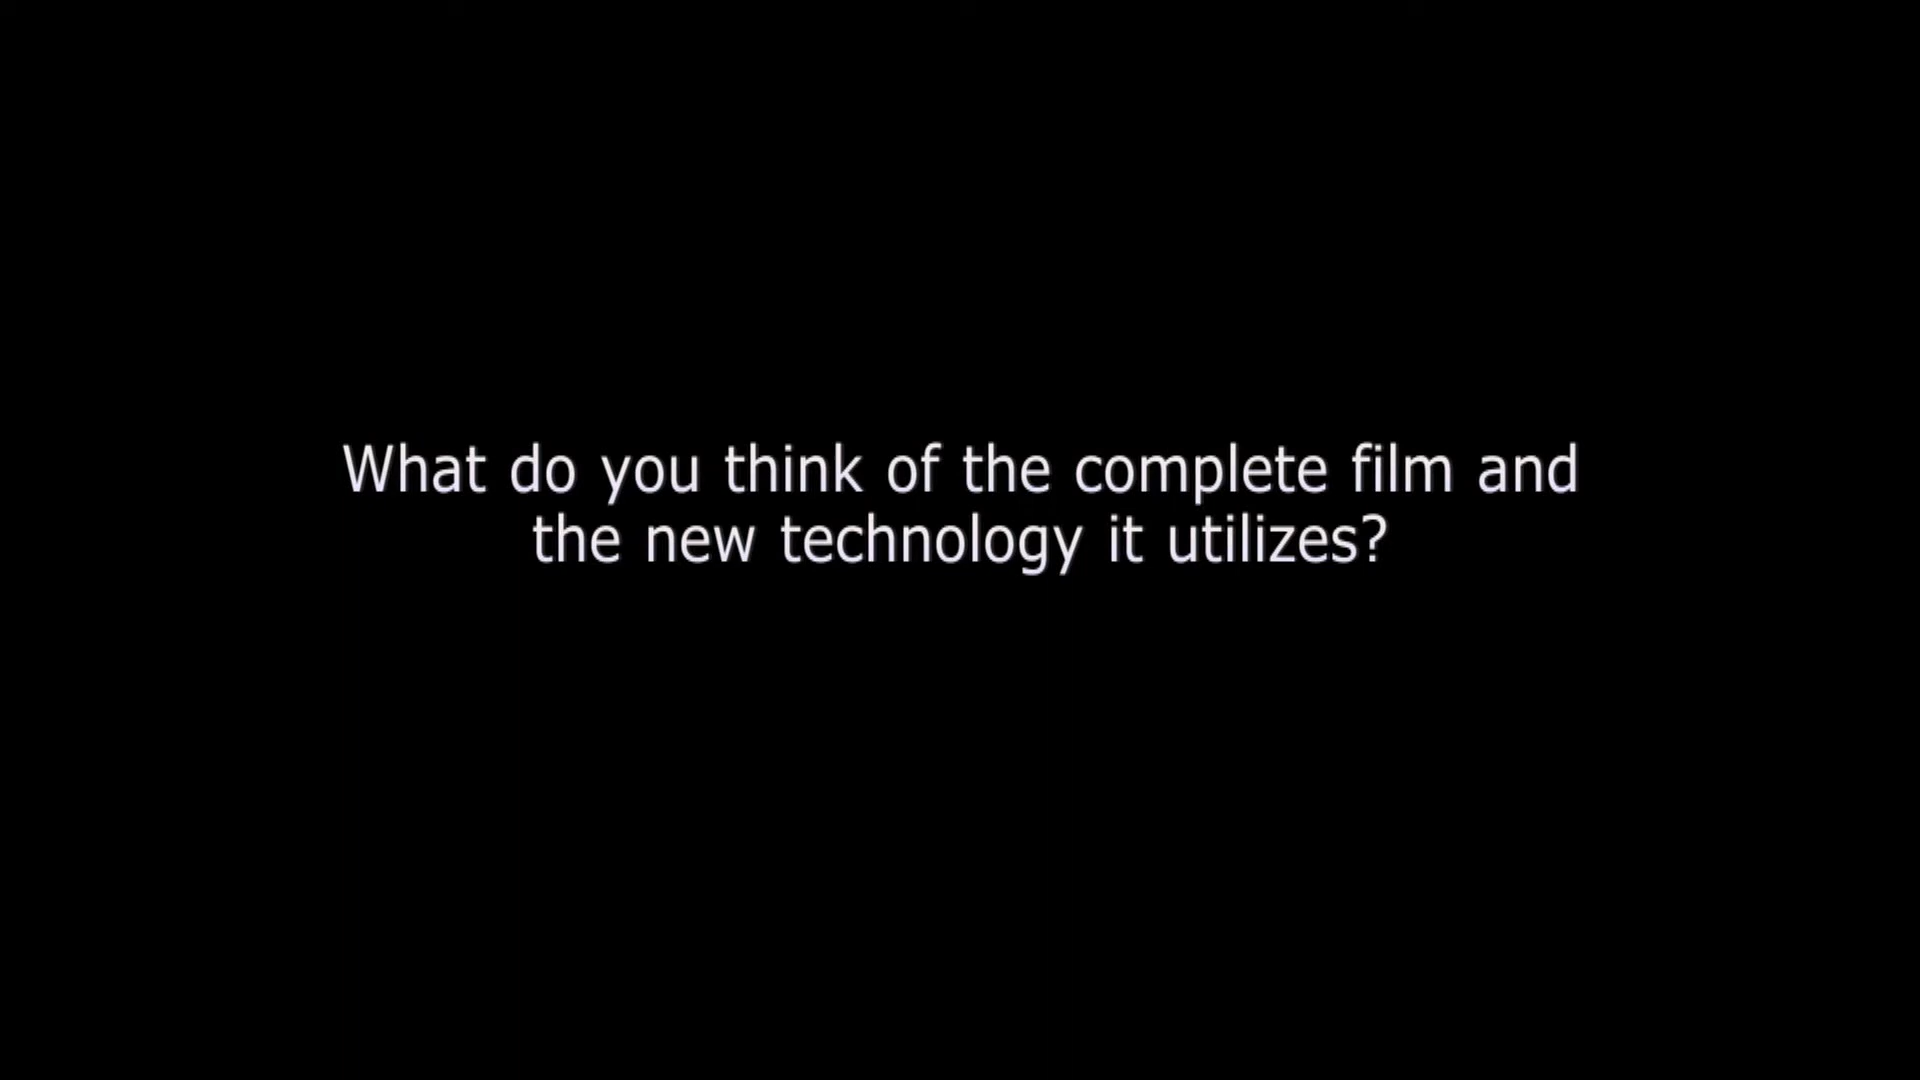 What do you think of the complete film and
the new technology it utilizes?